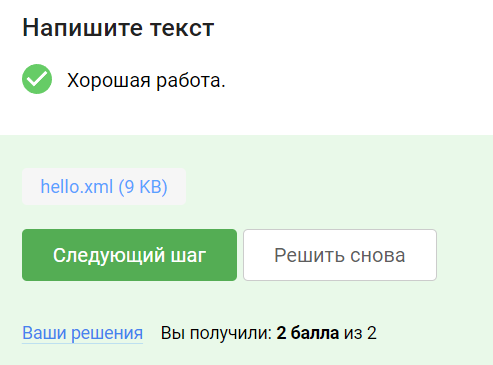 Напишите текст
Хорошая работа.
hello.xml (9 KB)
Следующий шаг
Решить снова
Ваши решения Вы получили: 2 балла из 2